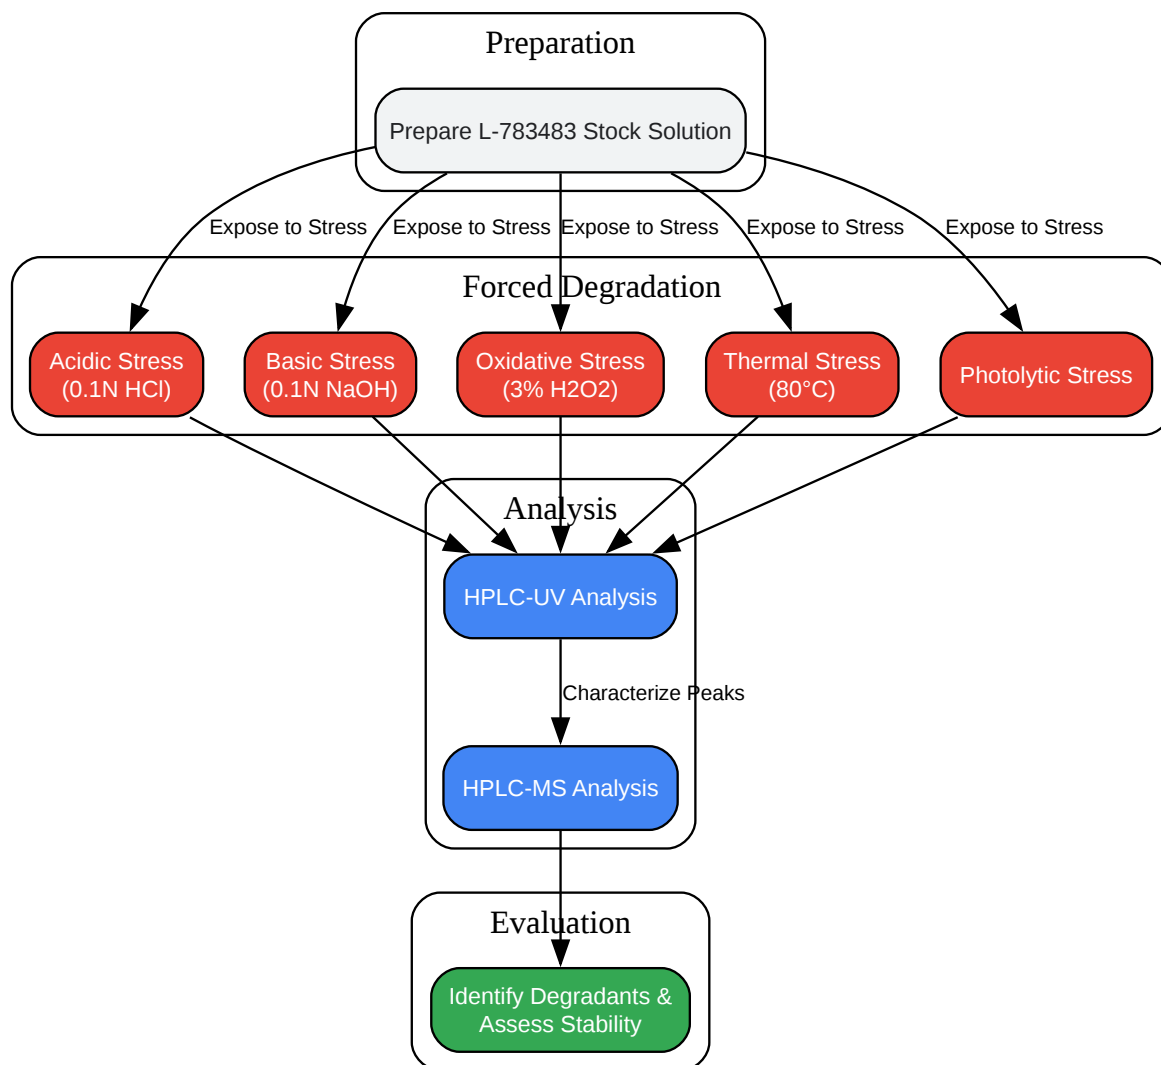 Preparation
Prepare L-783483 Stock Solution
Expose to Stress
Expose to Stress
Expose to Stress
Expose to Stress
Expose to Stress
Forced Degradation
Acidic Stress
(0.1N HCl)
Basic Stress
(0.1N NaOH)
Oxidative Stress
(3% H2O2)
Thermal Stress
(80°C)
Photolytic Stress
Analysis
HPLC-UV Analysis
Characterize Peaks
HPLC-MS Analysis
Evaluation
Identify Degradants &
Assess Stability